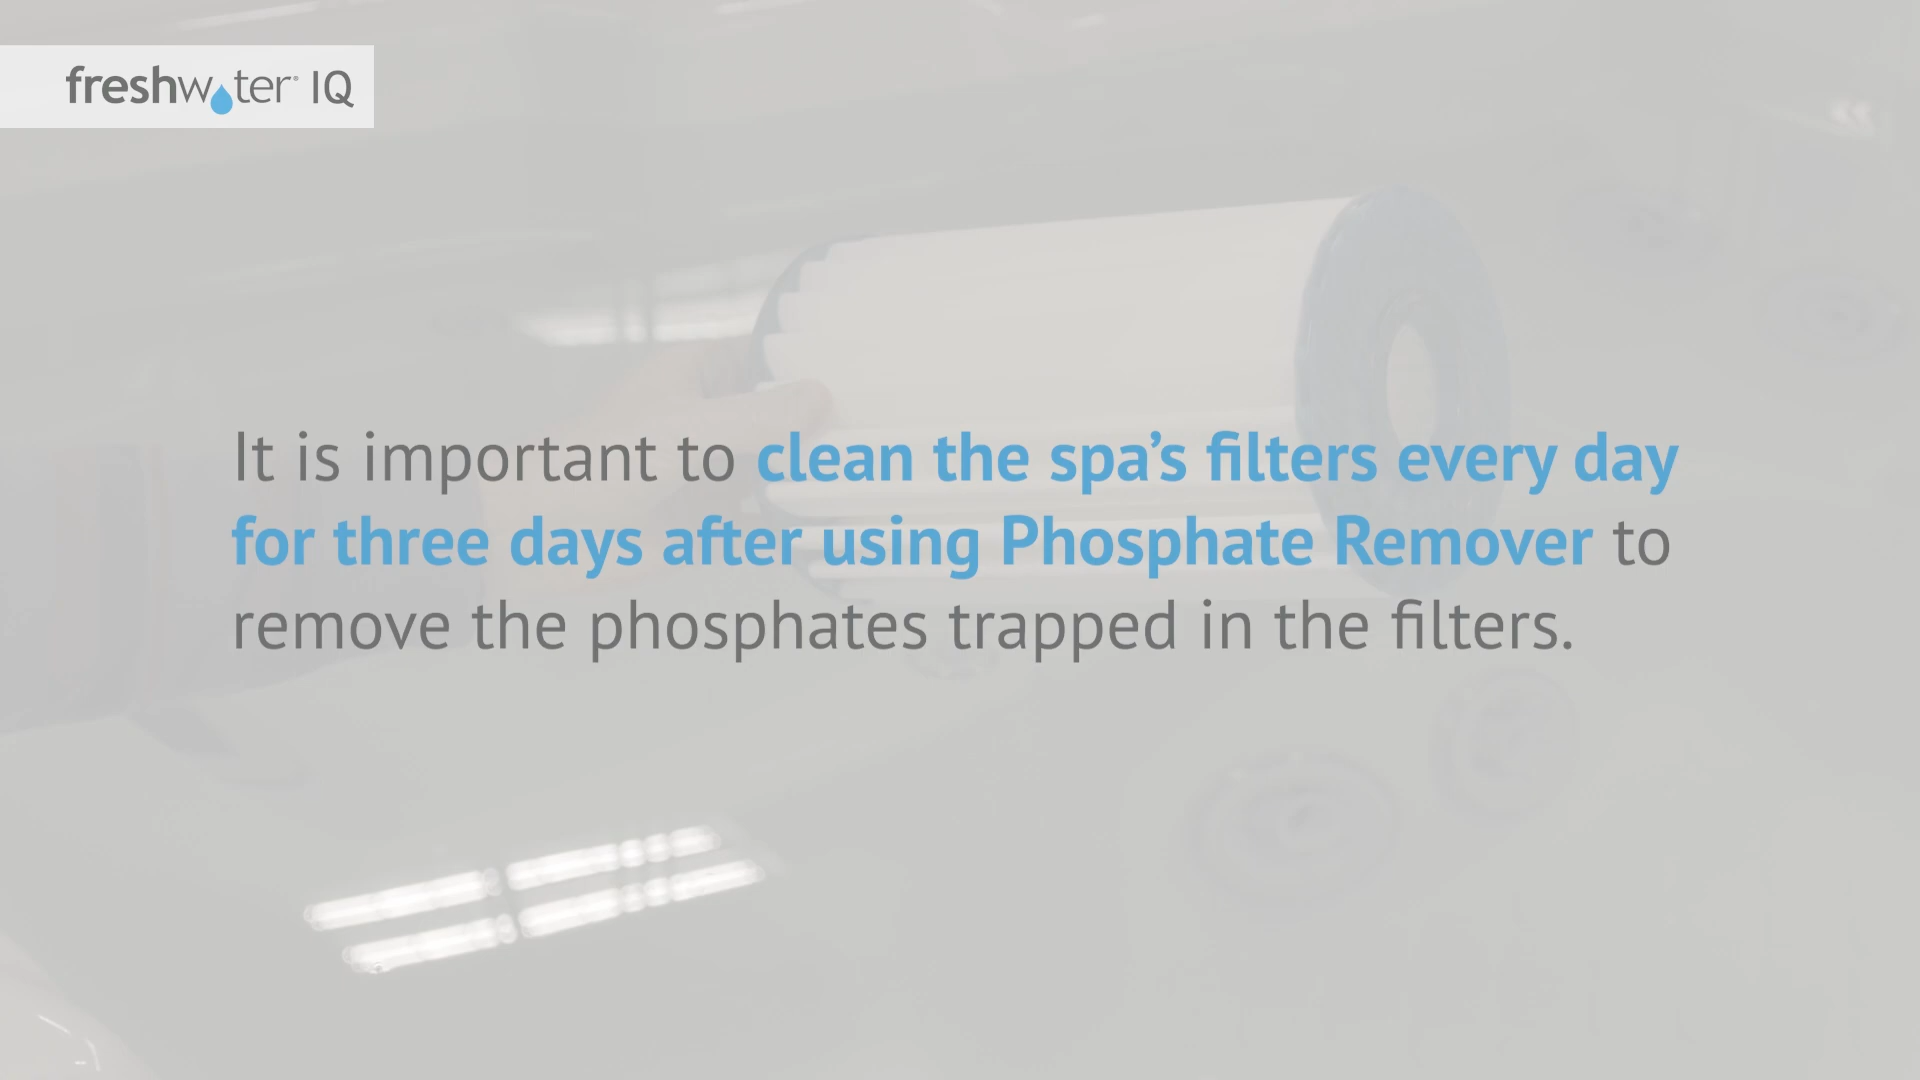 freshwater® IQ
It is important to clean the spa’s filters every day
for three days after using Phosphate Remover to
remove the phosphates trapped in the filters.